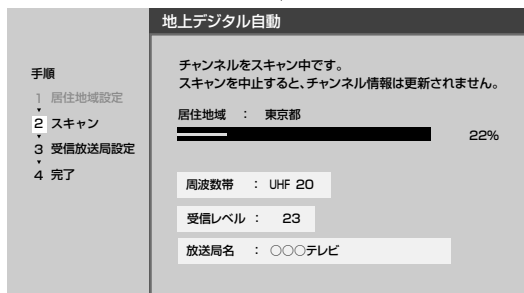 地上デジタル自動
手順
1 居住地域設定
2 スキャン
3 受信放送局設定
4 完了
チャンネルをスキャン中です。
スキャンを中止すると、チャンネル情報は更新されません。
居住地域 ： 東京都
22%
周波数帯 ： UHF 20
受信レベル ： 23
放送局名 ： ○○○テレビ